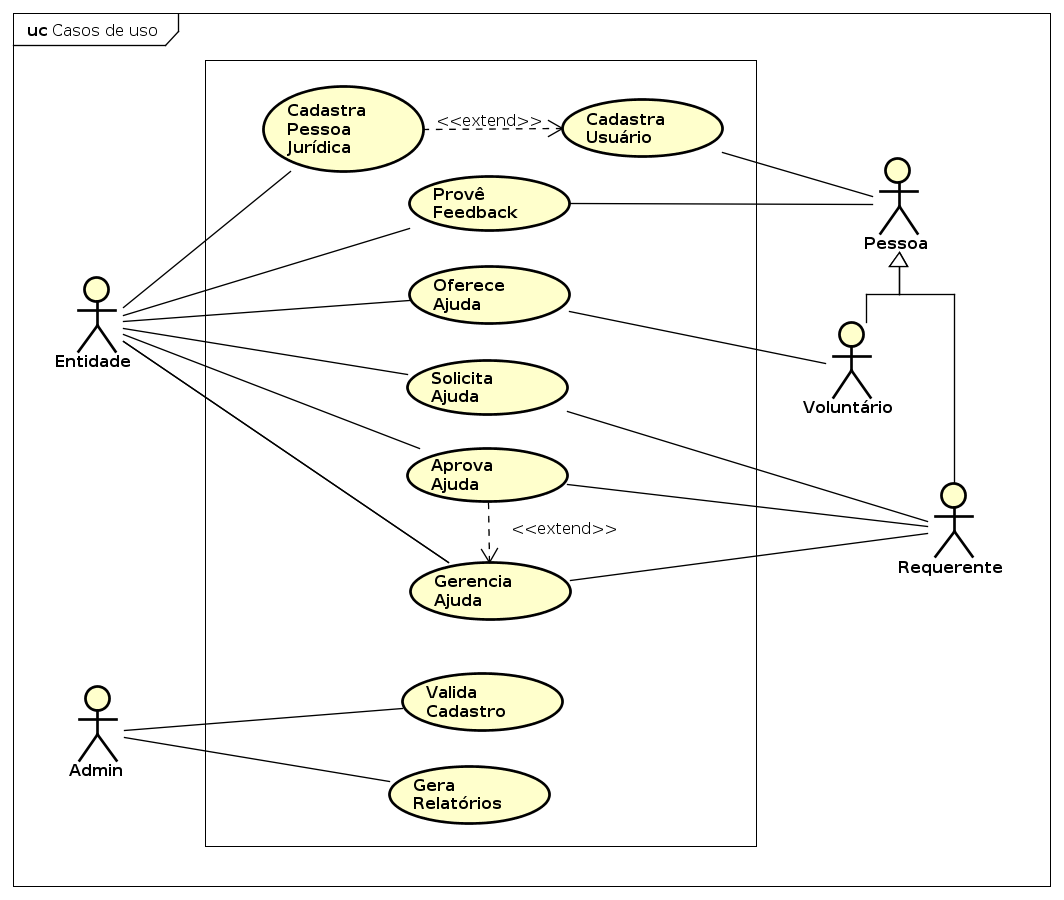 uc Casos de uso
Cadastra
Pessoa
Jurídica
<<extend>>
Cadastra
Usuário
Provê
Feedback
Pessoa
Oferece
Ajuda
Entidade
Solicita
Ajuda
Voluntário
Aprova
Ajuda
<<extend>>
Requerente
Gerencia
Ajuda
Valida
Cadastro
Admin
Gera
Relatórios